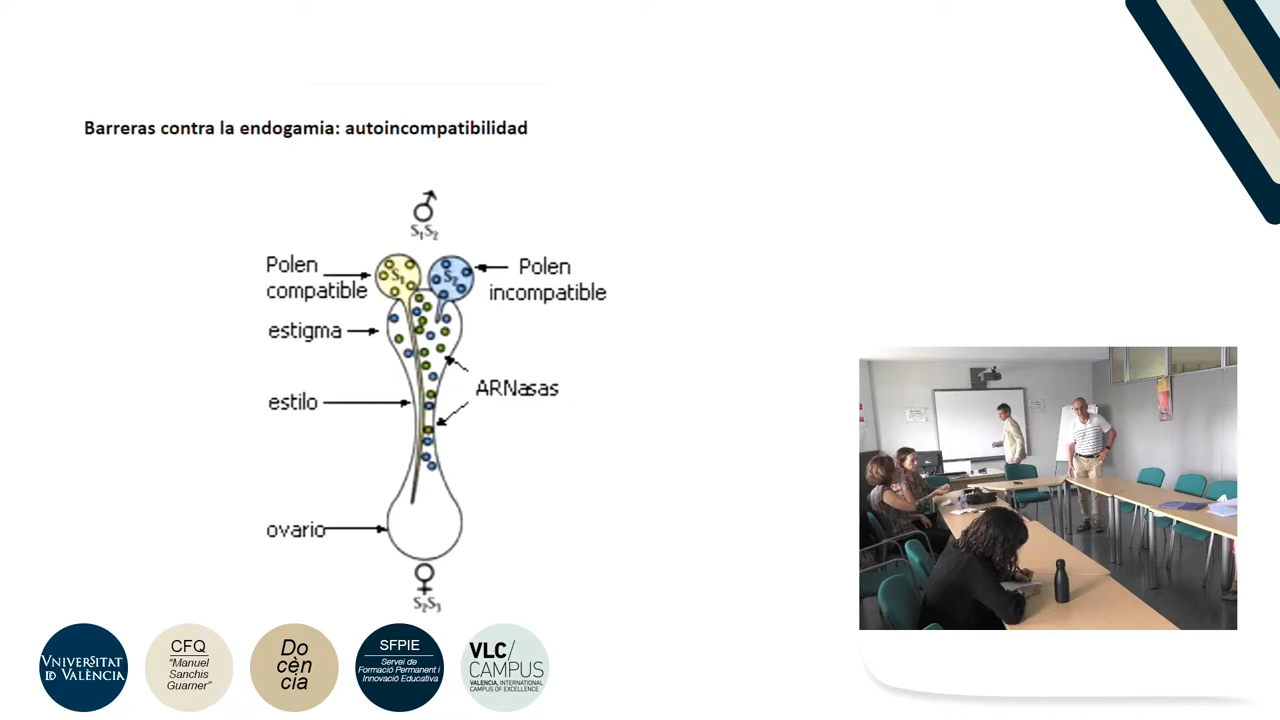 Barreras contra la endogamia: autoincompatibilidad
♂
S₁S₂
Polen
compatible
S₁
S₂
Polen
incompatible
estigma
ARNasas
estilo
ovario
♀
S₂S₃
VNIVERSITAT
ID VALÈNCIA
CFQ
"Manuel
Sanchis
Guarner"
Do
cèn
cia
SFPIE
Servei de
Formació Permanent i
Innovació Educativa
VLC/
CAMPUS
VALENCIA, INTERNATIONAL
CAMPUS OF EXCELLENCE